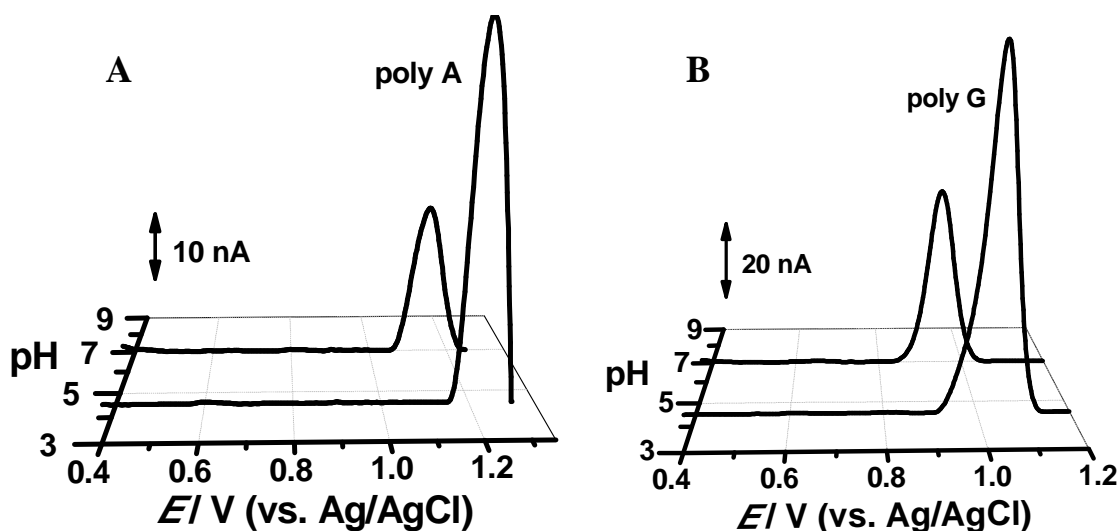 A
poly A
10 nA
9
pH 7
5
3
0.4 0.6 0.8 1.0 1.2
E/ V (vs. Ag/AgCl)
B
poly G
20 nA
9
7
pH
5
3
0.4 0.6 0.8 1.0 1.2
E/ V (vs. Ag/AgCl)